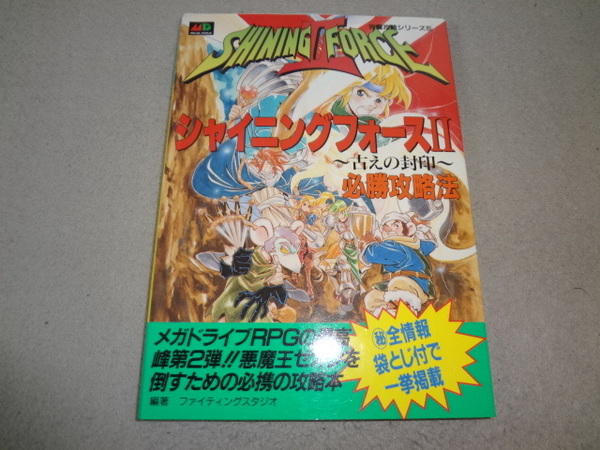 MD
SHINING FORCE II
攻略シリーズ
シャイニングフォースII
〜古えの封印〜
必勝攻略法
メガドライブRPGの
峰第2弾!!悪魔王ゼ
を
倒すための必携の攻略本
編著 ファイティングスタジオ
㊙全情報
袋とじ付で
一挙掲載